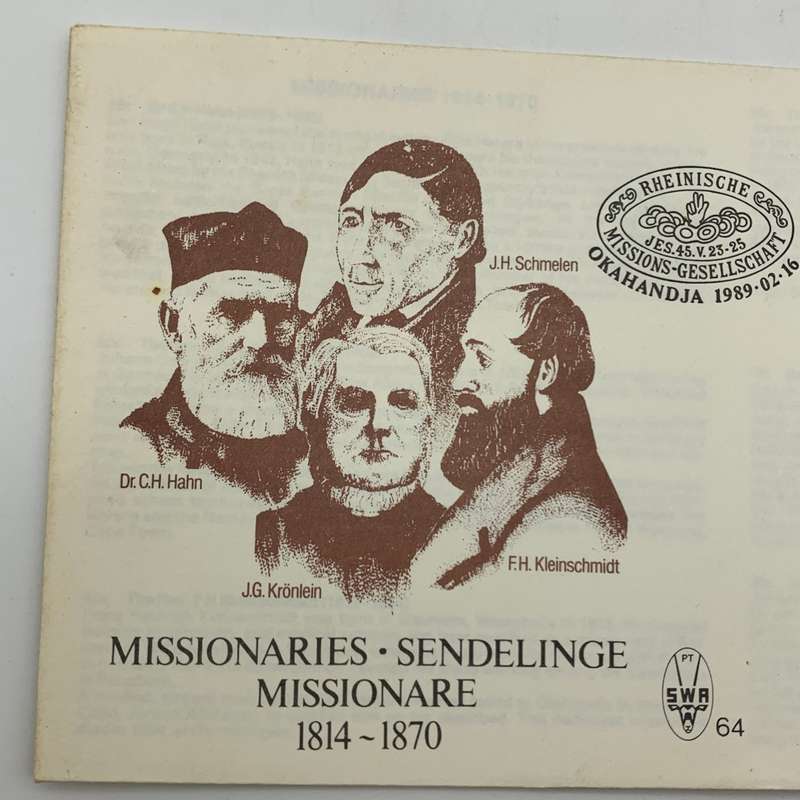 RHEINISCHE
JES.45.V. 23-25
MISSIONS-GESELLSCHAFT
OKAHANDJA 1989·02·16
J.H. Schmelen
Dr. C.H. Hahn
F.H. Kleinschmidt
J.G. Krönlein
MISSIONARIES · SENDELINGE
MISSIONARE
1814 ~ 1870
PT
SWA
64